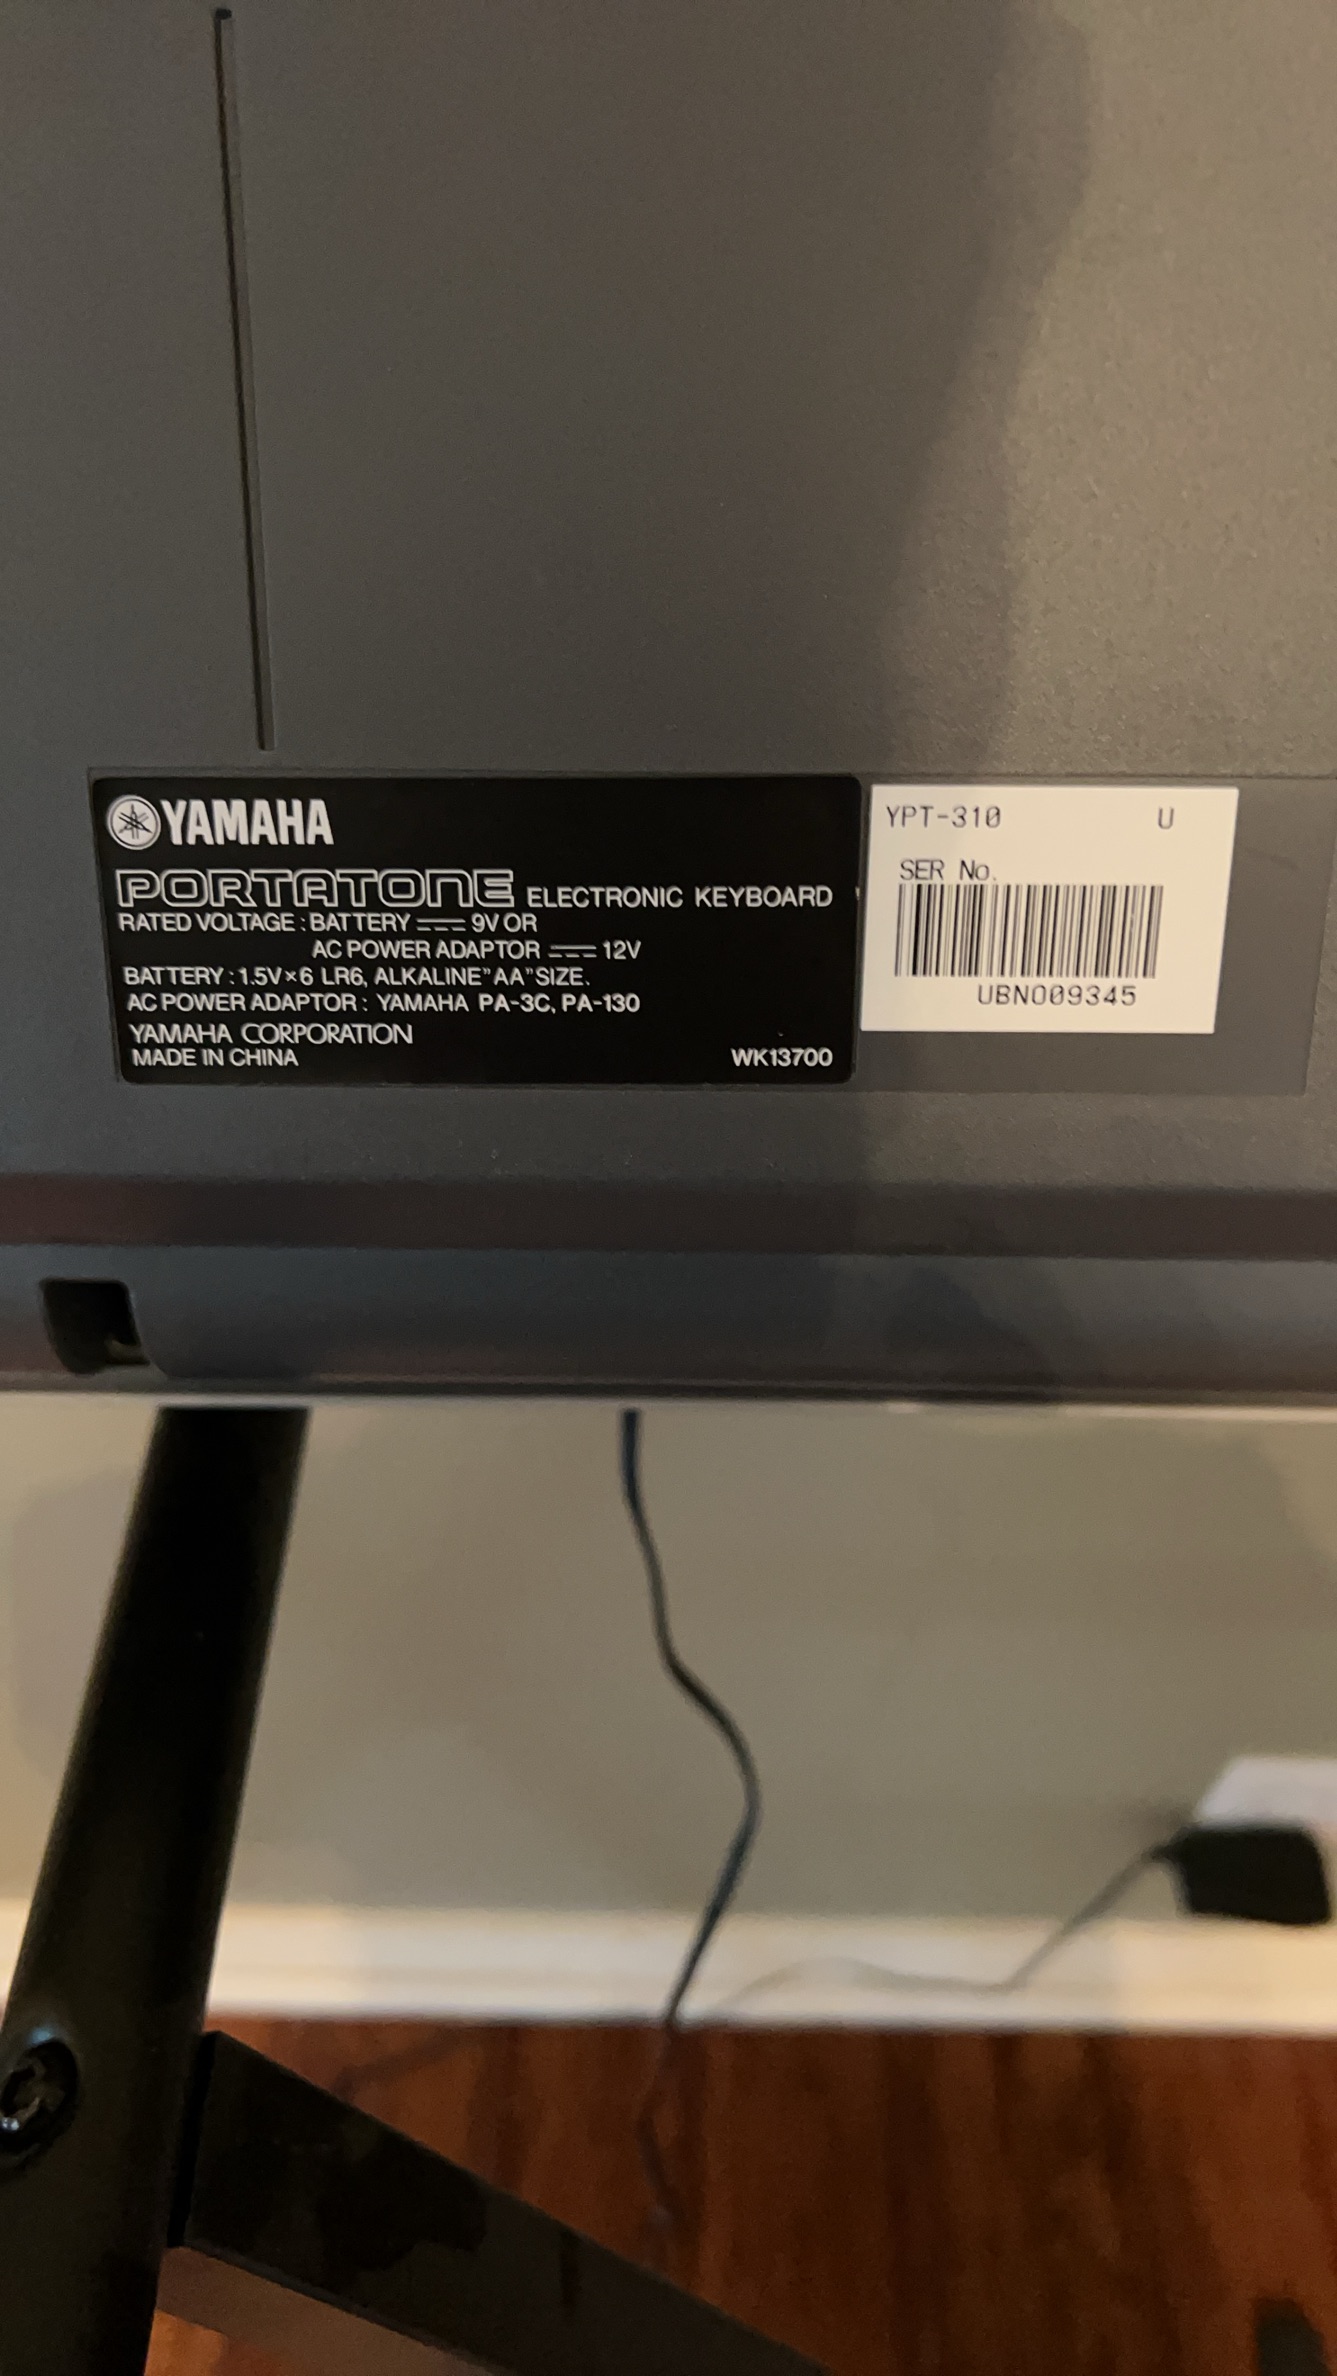 YAMAHA
PORTATONE ELECTRONIC KEYBOARD
RATED VOLTAGE : BATTERY ⎓ 9V OR
AC POWER ADAPTOR ⎓ 12V
BATTERY : 1.5V×6 LR6, ALKALINE"AA"SIZE.
AC POWER ADAPTOR : YAMAHA PA-3C, PA-130
YAMAHA CORPORATION
MADE IN CHINA
WK13700
YPT-310 U
SER No.
UBN009345